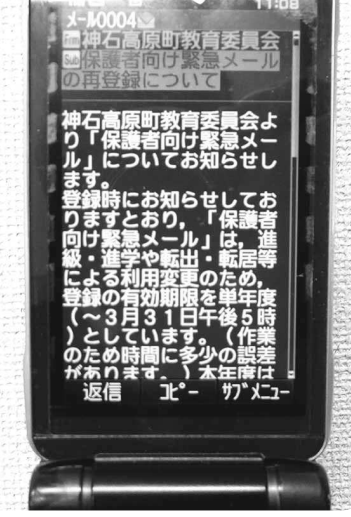 11:08
メール0004
Frm 神石高原町教育委員会
Sub 保護者向け緊急メール
の再登録について
神石高原町教育委員会よ
り「保護者向け緊急メー
ル」についてお知らせし
ます。
登録時にお知らせしてお
りますとおり，「保護者
向け緊急メール」は，進
級・進学や転出・転居等
による利用変更のため，
登録の有効期限を単年度
（～３月３１日午後５時
）としています。（作業
のため時間に多少の誤差
があります。）本年度は
返信 コピー サブメニュー